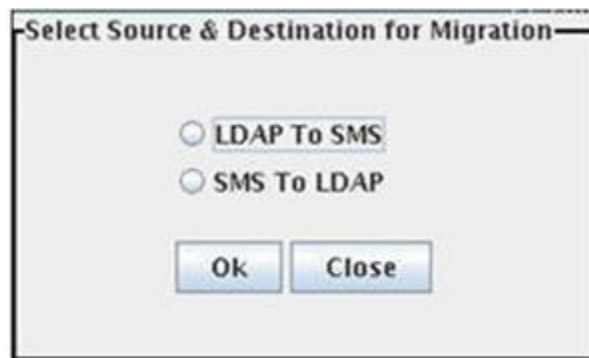 Select Source & Destination for Migration
LDAP To SMS
SMS To LDAP
Ok Close